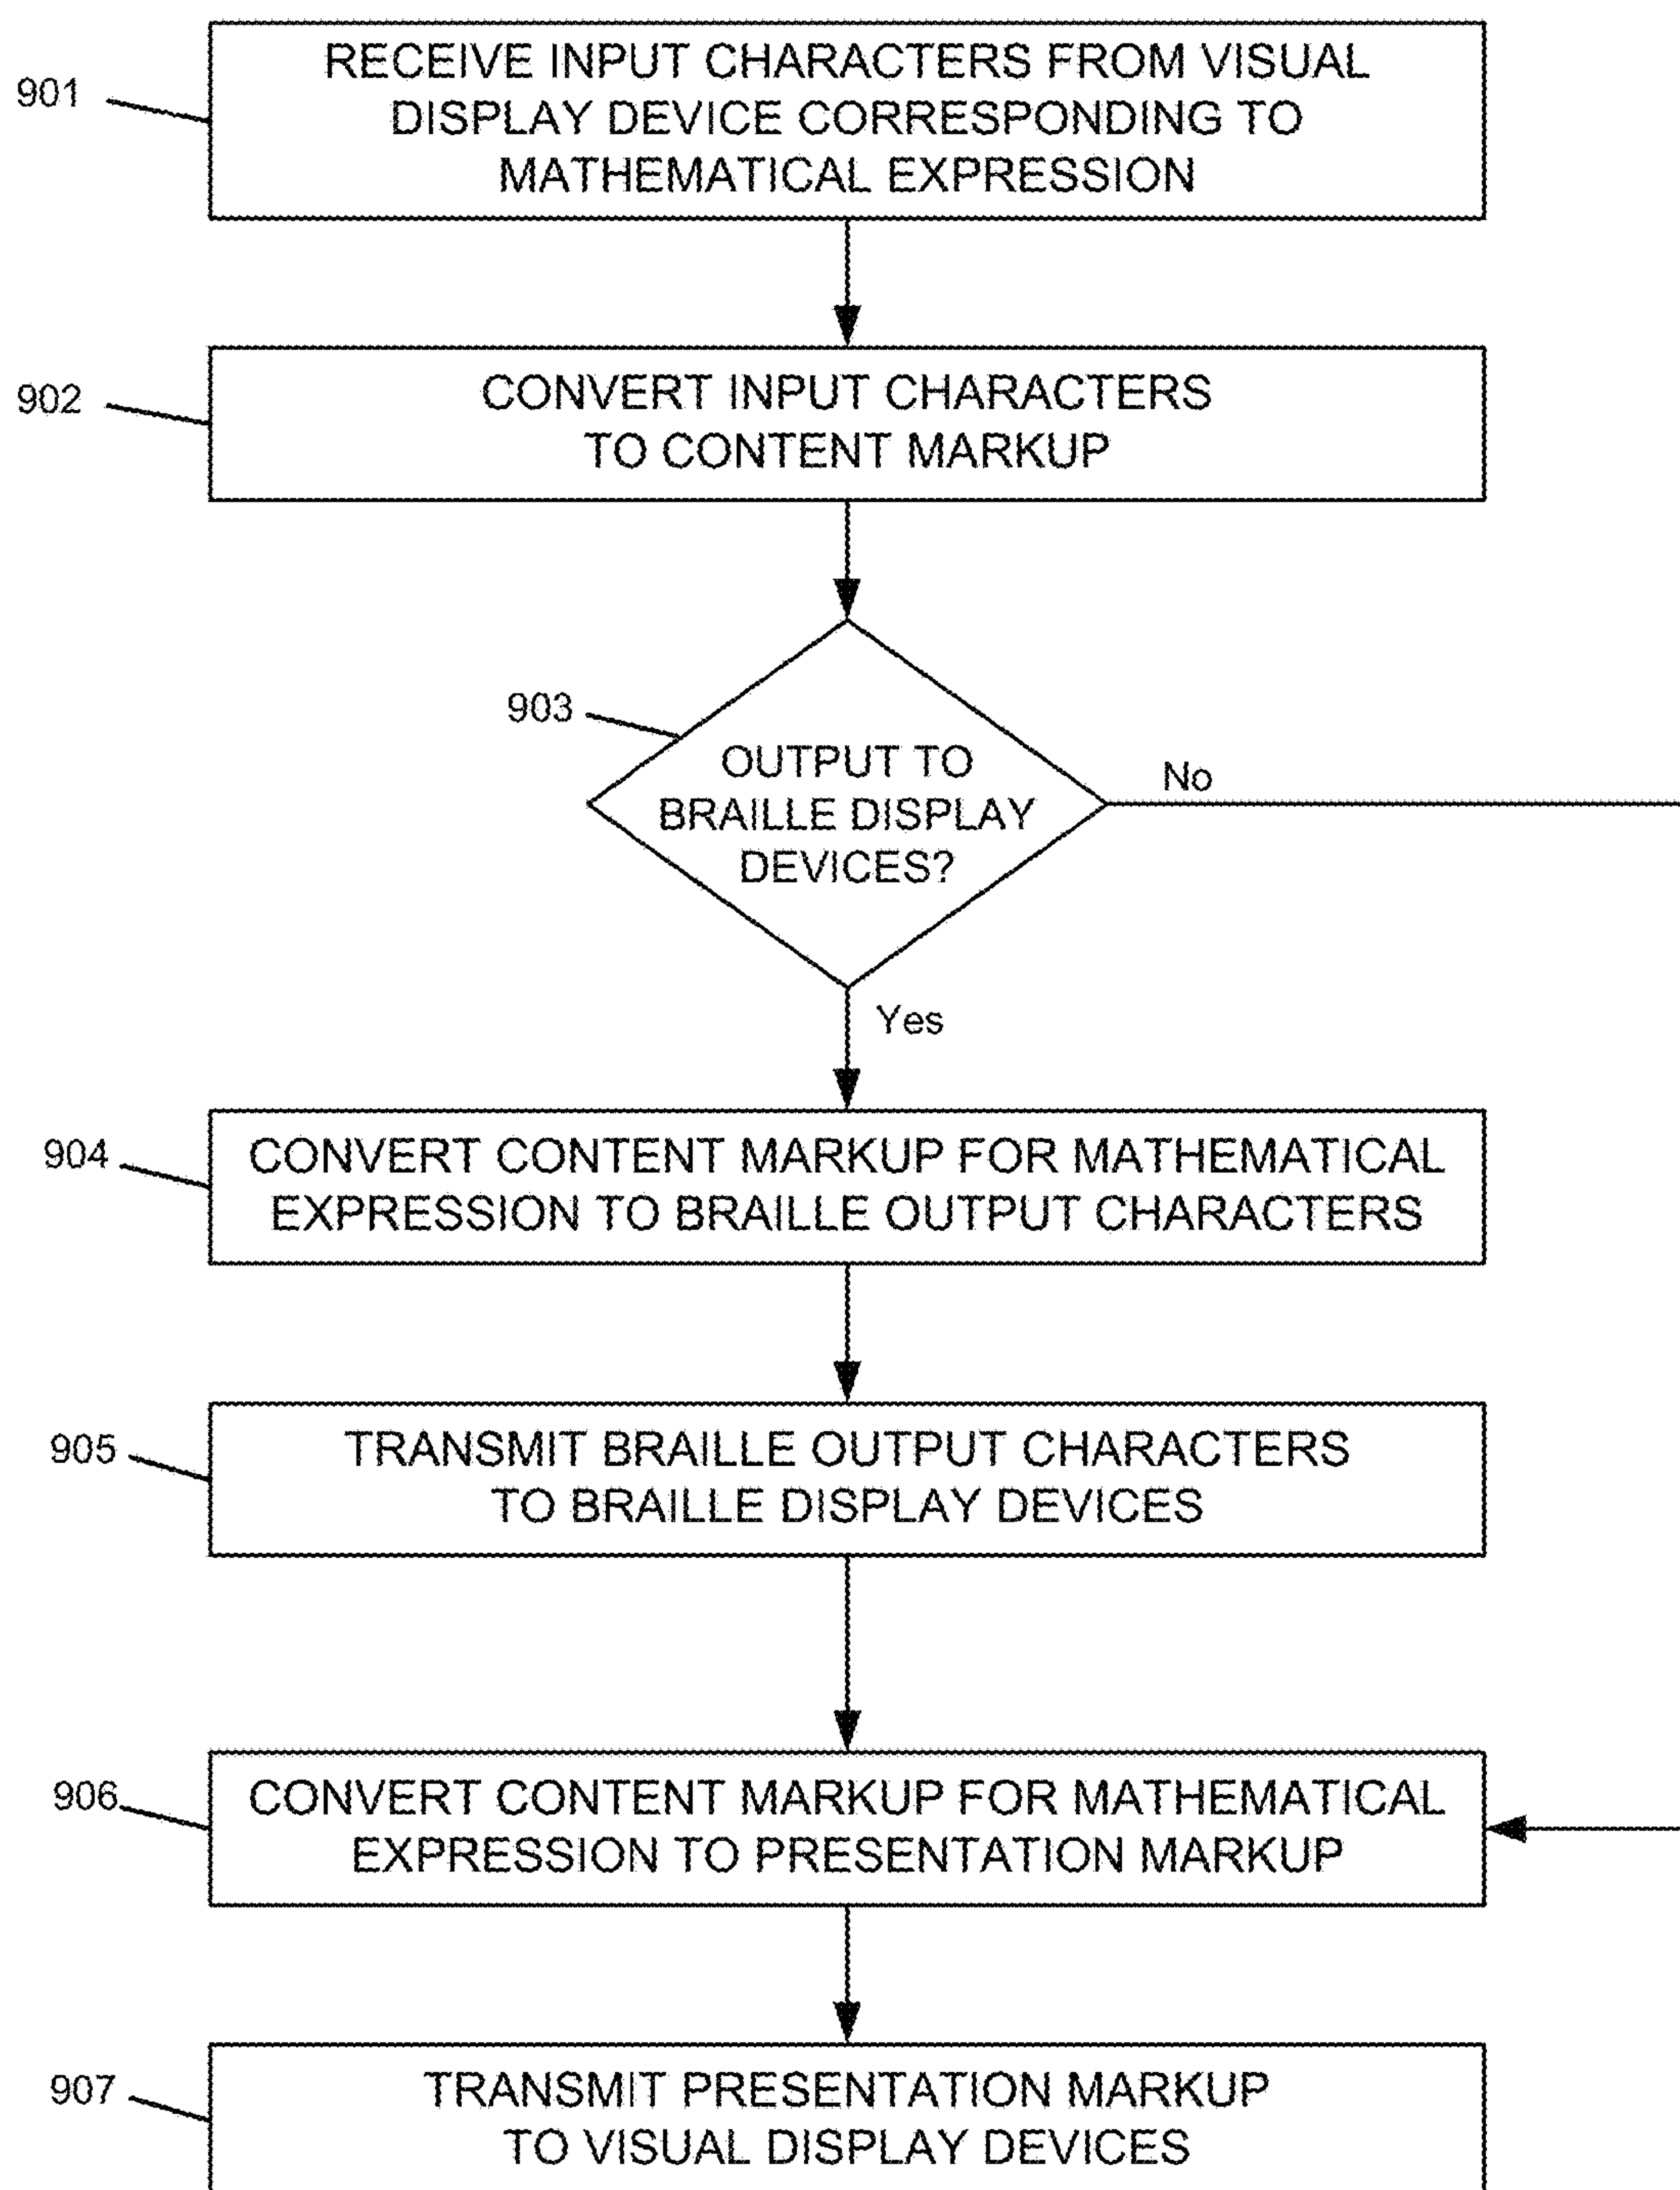 901
RECEIVE INPUT CHARACTERS FROM VISUAL
DISPLAY DEVICE CORRESPONDING TO
MATHEMATICAL EXPRESSION
902
CONVERT INPUT CHARACTERS
TO CONTENT MARKUP
903
OUTPUT TO
BRAILLE DISPLAY
DEVICES?
No
Yes
904
CONVERT CONTENT MARKUP FOR MATHEMATICAL
EXPRESSION TO BRAILLE OUTPUT CHARACTERS
905
TRANSMIT BRAILLE OUTPUT CHARACTERS
TO BRAILLE DISPLAY DEVICES
906
CONVERT CONTENT MARKUP FOR MATHEMATICAL
EXPRESSION TO PRESENTATION MARKUP
907
TRANSMIT PRESENTATION MARKUP
TO VISUAL DISPLAY DEVICES